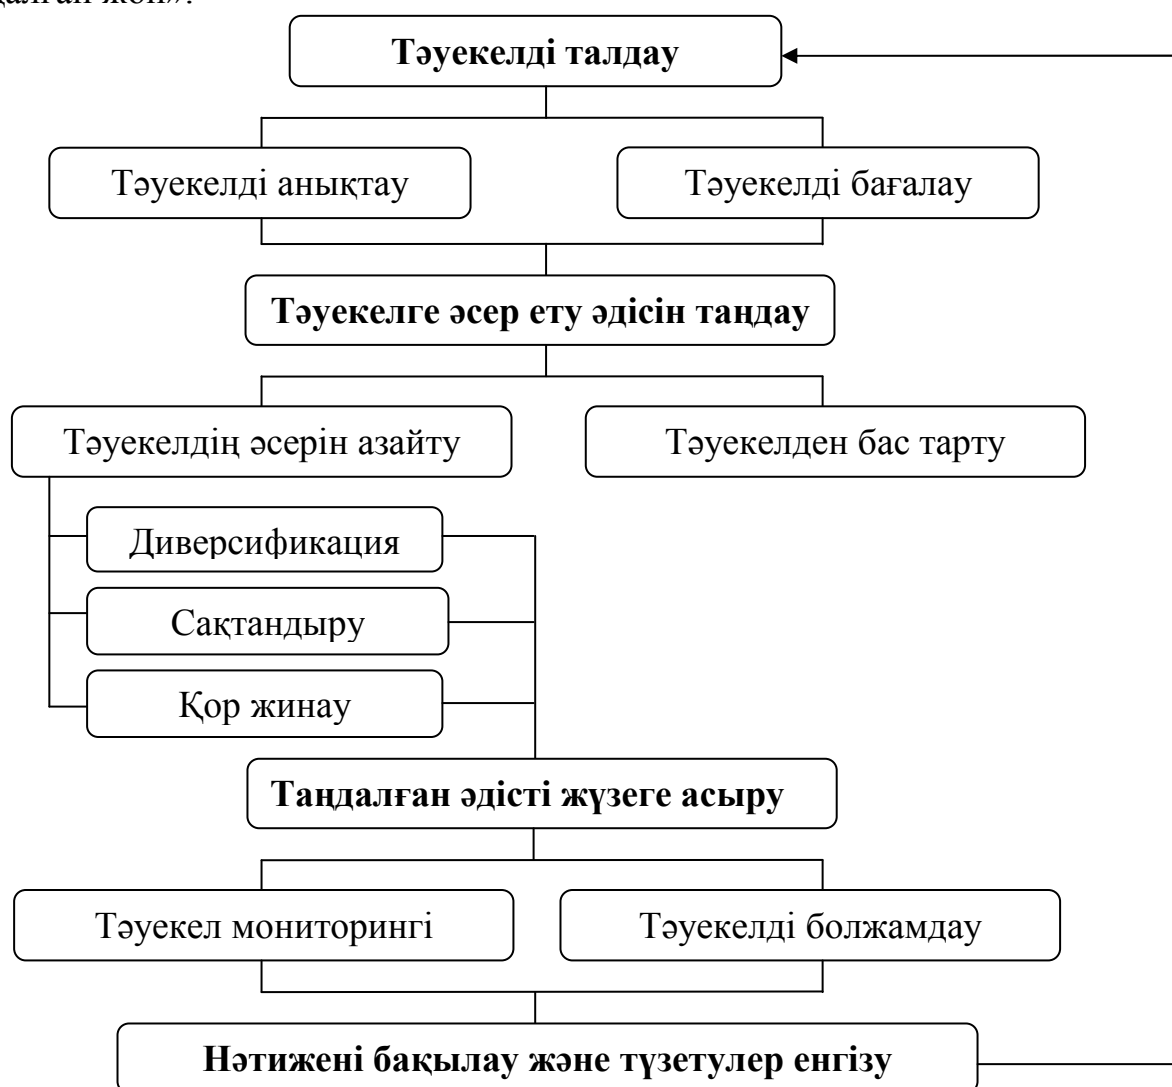 Тәуекелді талдау
Тәуекелді анықтау
Тәуекелді бағалау
Тәуекелге әсер ету әдісін таңдау
Тәуекелдің әсерін азайту
Тәуекелден бас тарту
Диверсификация
Сақтандыру
Қор жинау
Таңдалған әдісті жүзеге асыру
Тәуекел мониторингі
Тәуекелді болжамдау
Нәтижені бақылау және түзетулер енгізу